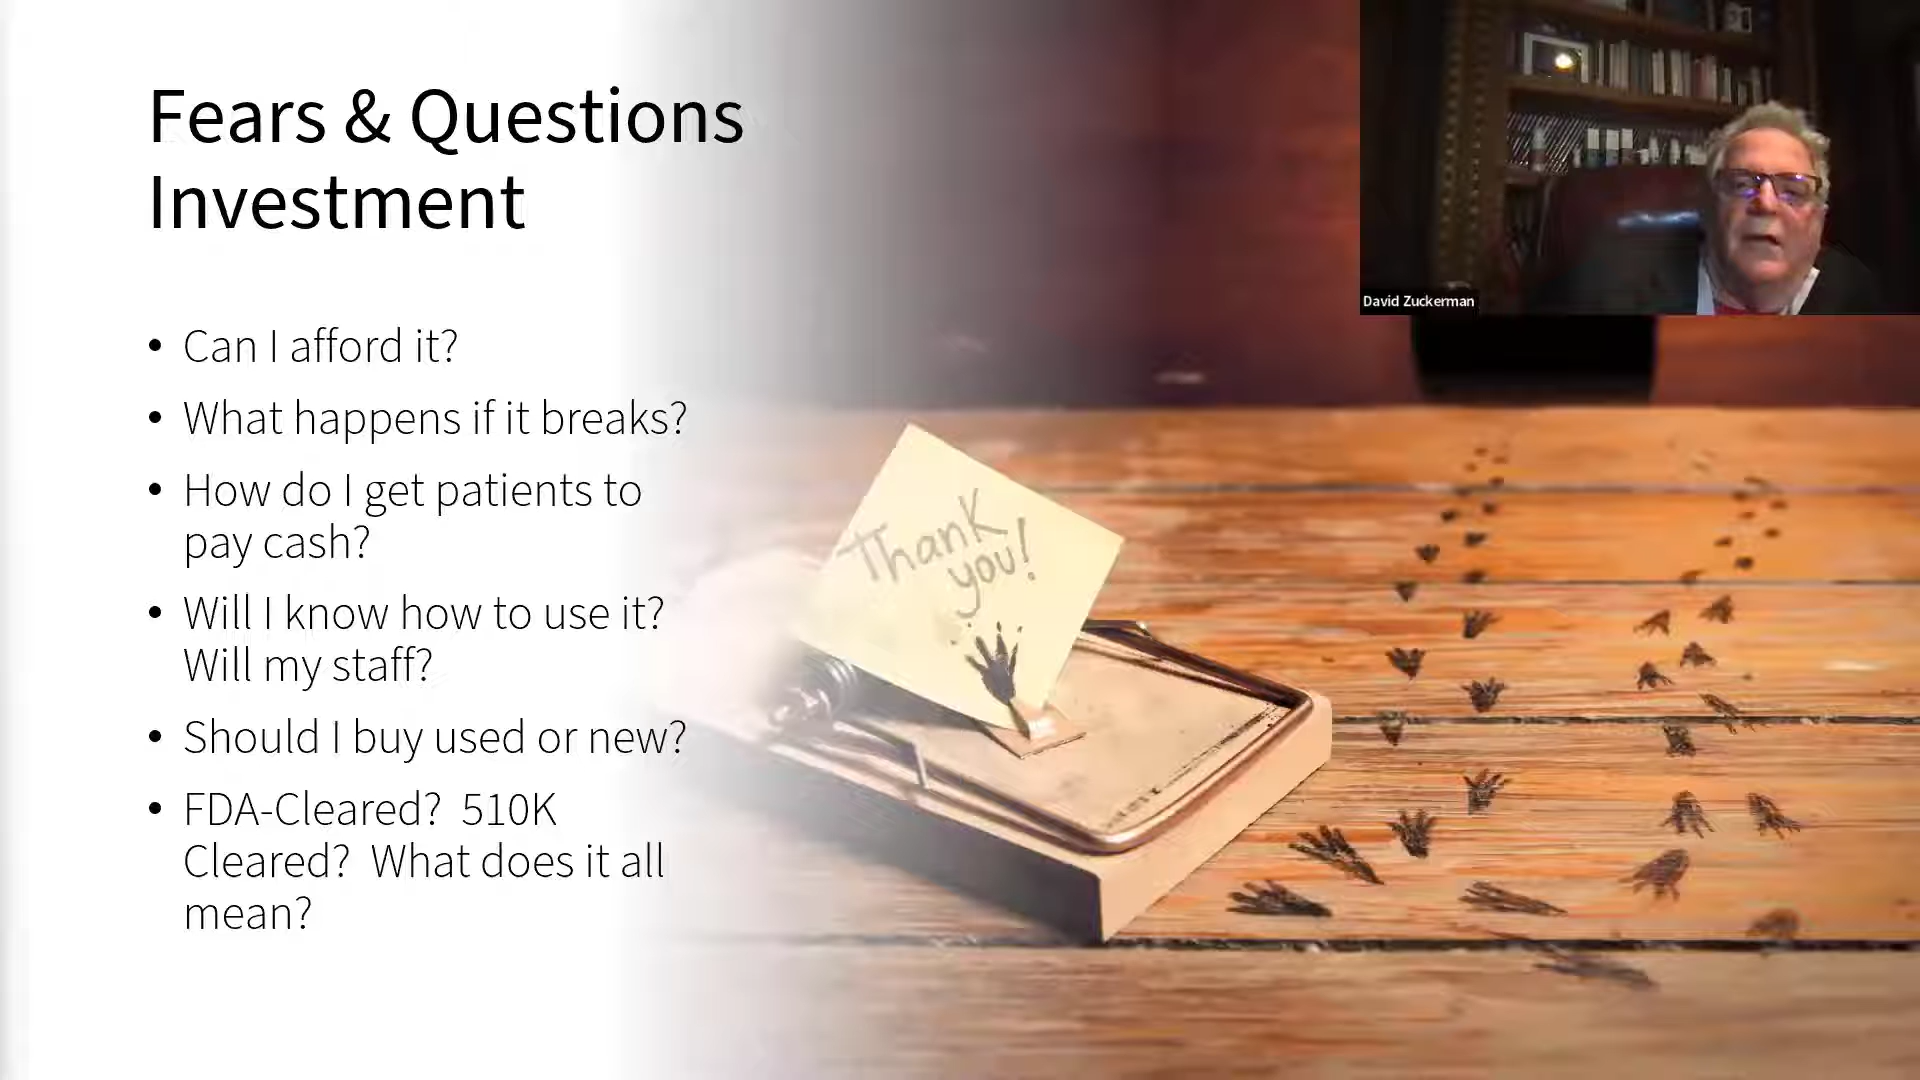 Fears & Questions
Investment
• Can I afford it?
• What happens if it breaks?
• How do I get patients to
pay cash?
• Will I know how to use it?
Will my staff?
• Should I buy used or new?
• FDA-Cleared?  510K
Cleared?  What does it all
mean?
Thank
you!
David Zuckerman